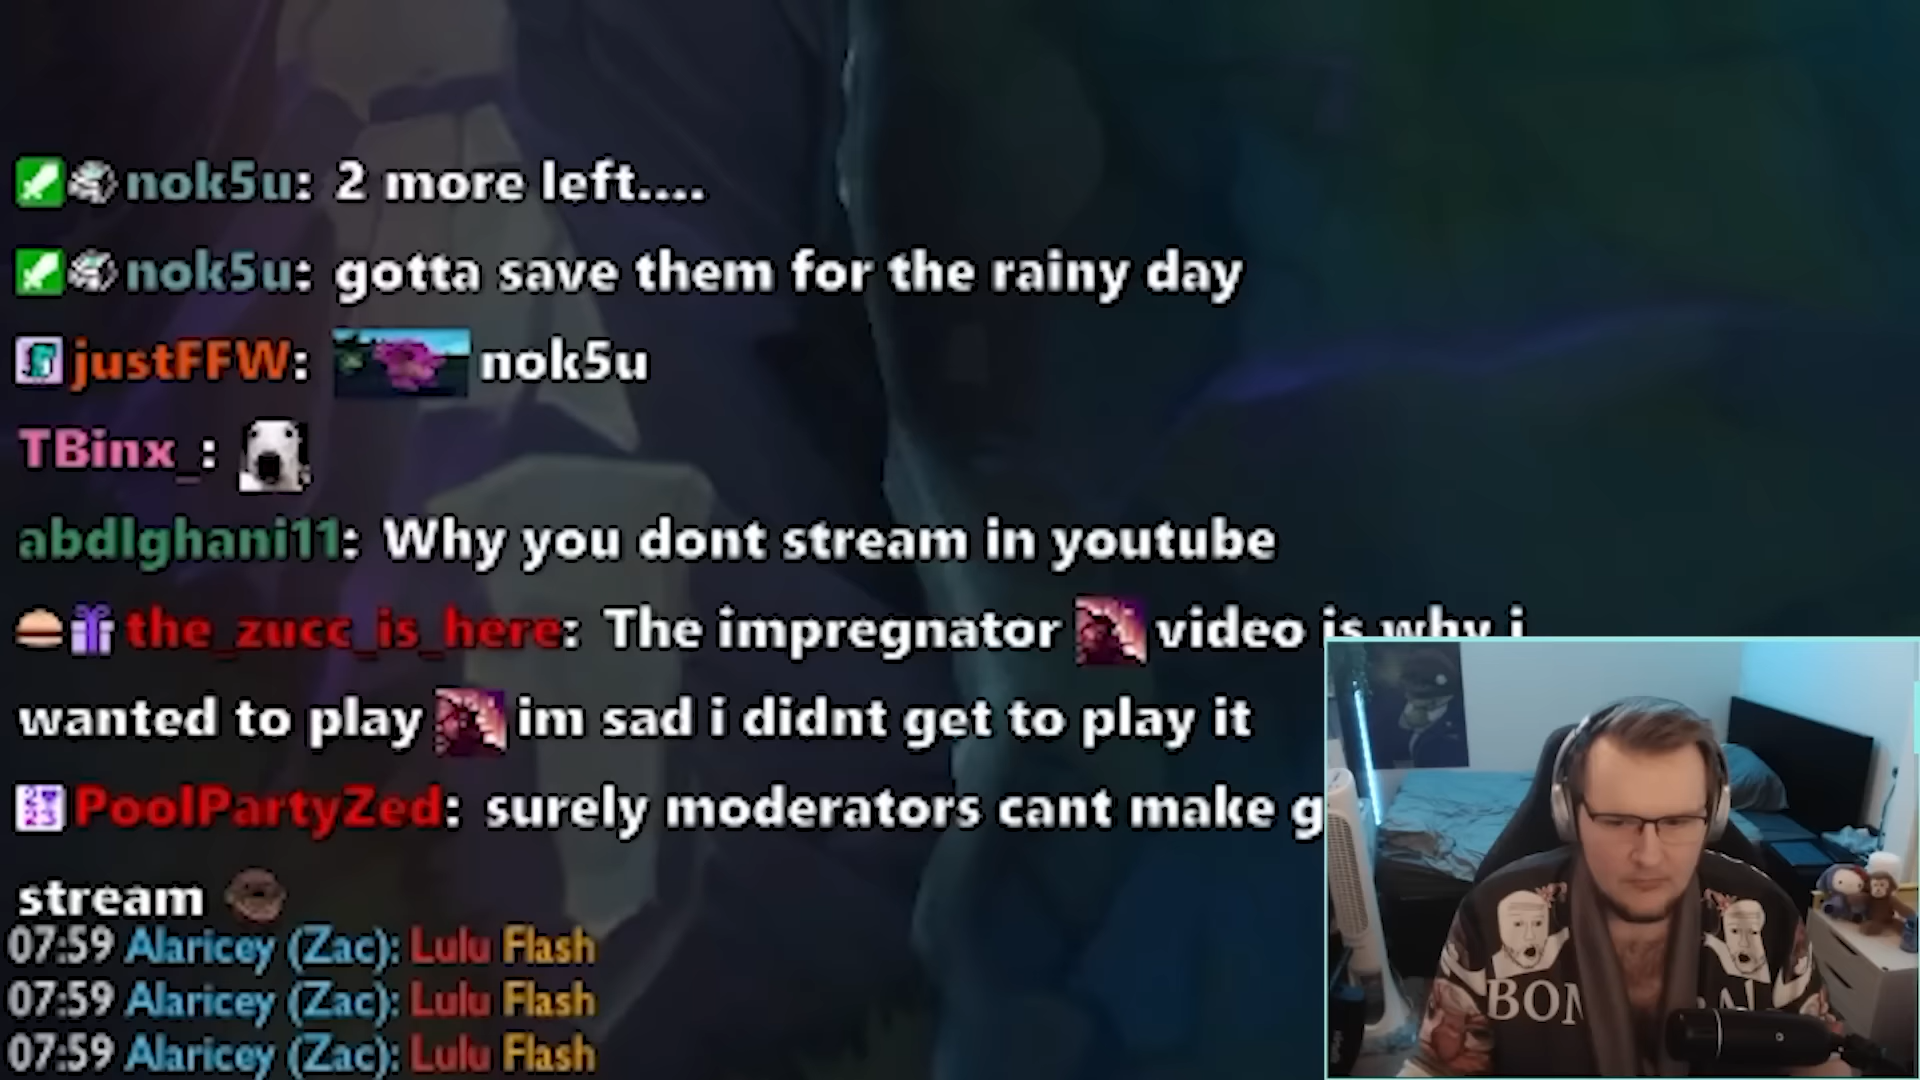 nok5u: 2 more left....
nok5u: gotta save them for the rainy day
justFFW: nok5u
TBinx_:
abdlghani11: Why you dont stream in youtube
the_zucc_is_here: The impregnator video is why i
wanted to play im sad i didnt get to play it
PoolPartyZed: surely moderators cant make
stream
07:59 Alaricey (Zac): Lulu Flash
07:59 Alaricey (Zac): Lulu Flash
07:59 Alaricey (Zac): Lulu Flash